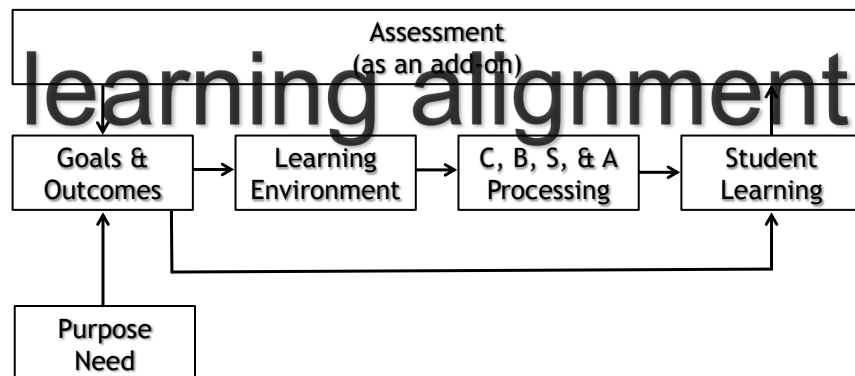 Assessment
(as an add-on)
learning alignment
Goals &
Outcomes
Learning
Environment
C, B, S, & A
Processing
Student
Learning
Purpose
Need